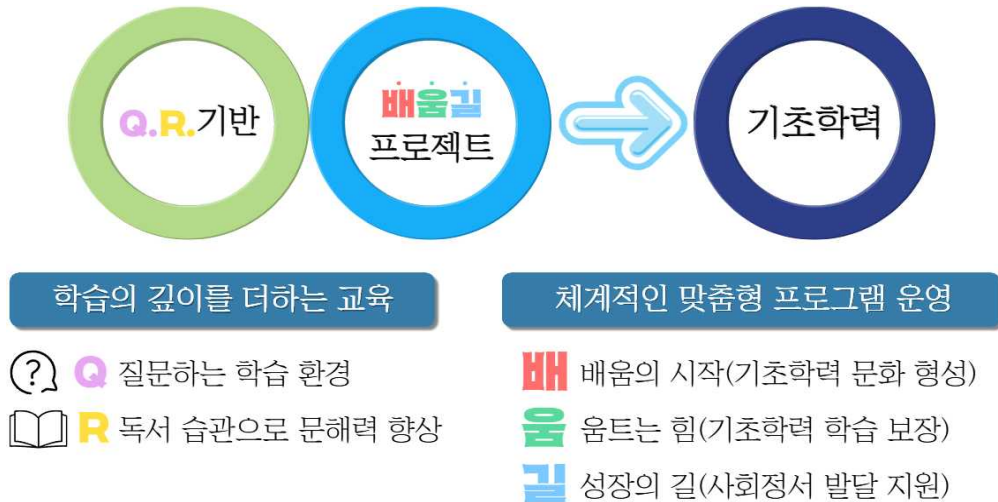 Q.R.기반
배움길
프로젝트
기초학력
학습의 깊이를 더하는 교육
Q 질문하는 학습 환경
R 독서 습관으로 문해력 향상
체계적인 맞춤형 프로그램 운영
배 배움의 시작(기초학력 문화 형성)
움 움트는 힘(기초학력 학습 보장)
길 성장의 길(사회정서 발달 지원)